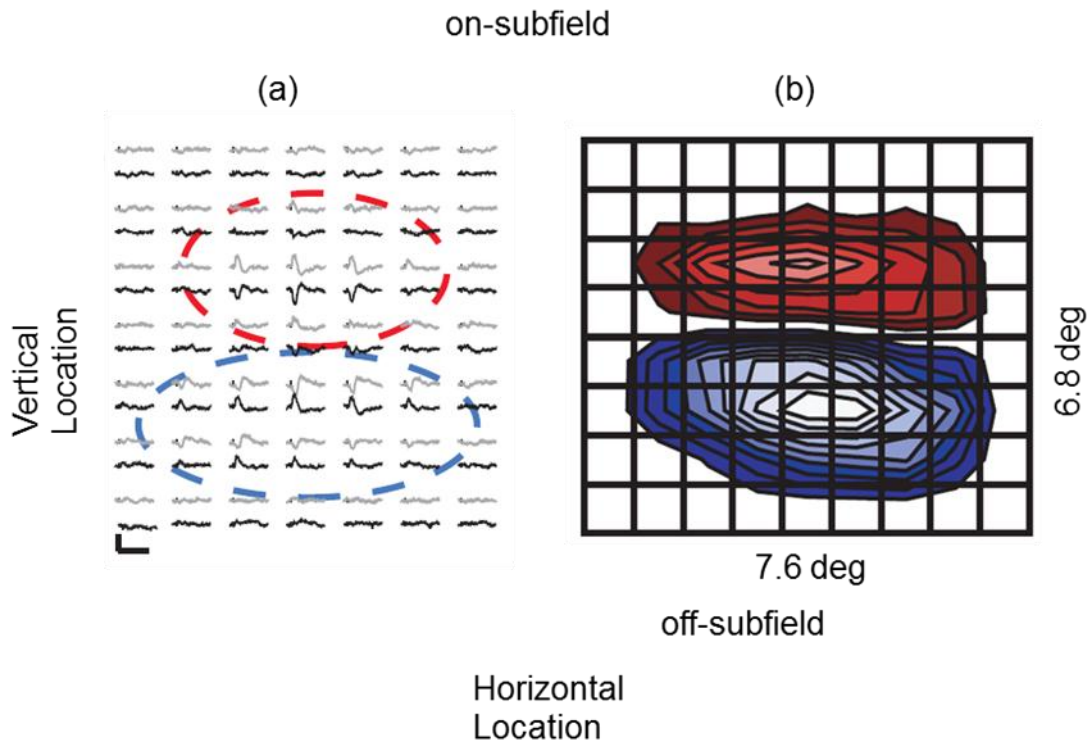 on-subfield
(a)
(b)
Vertical
Location
6.8 deg
7.6 deg
off-subfield
Horizontal
Location